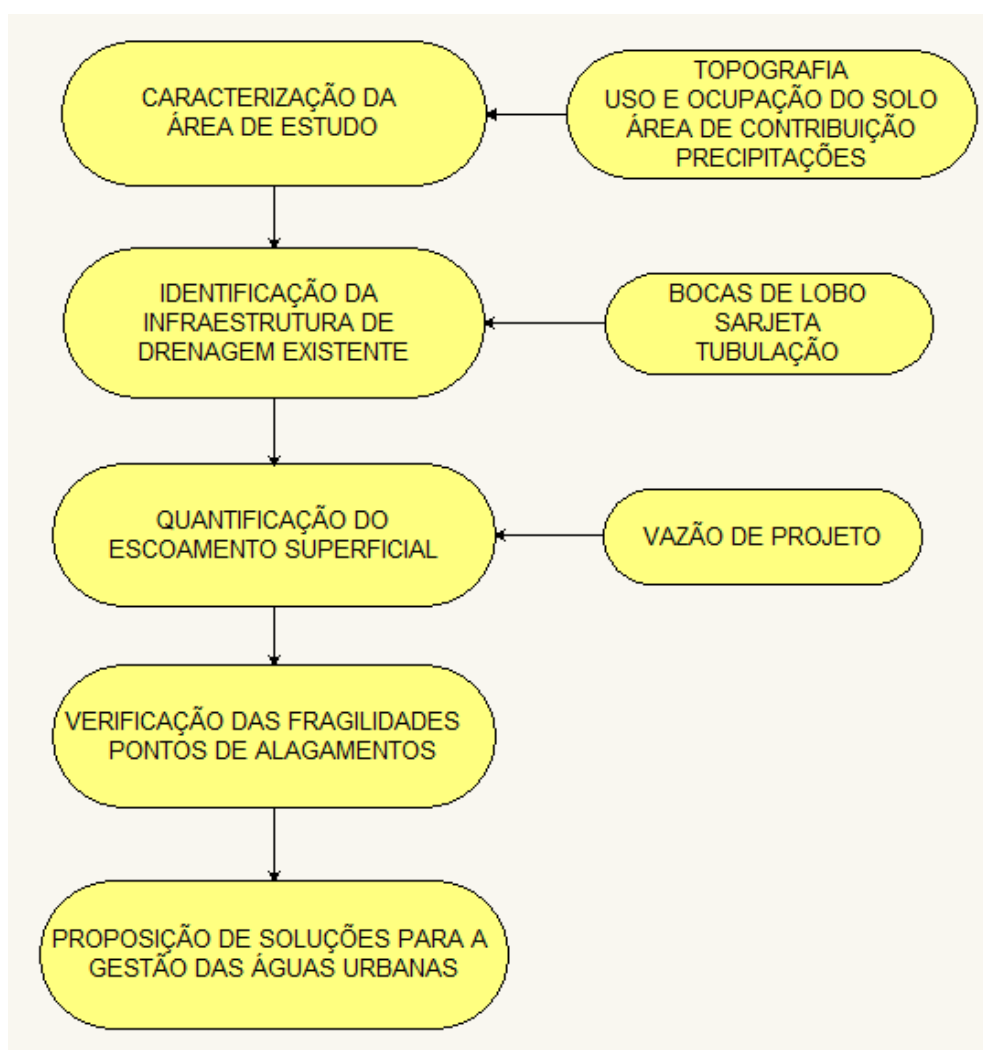 CARACTERIZAÇÃO DA
ÁREA DE ESTUDO
TOPOGRAFIA
USO E OCUPAÇÃO DO SOLO
ÁREA DE CONTRIBUIÇÃO
PRECIPITAÇÕES
IDENTIFICAÇÃO DA
INFRAESTRUTURA DE
DRENAGEM EXISTENTE
BOCAS DE LOBO
SARJETA
TUBULAÇÃO
QUANTIFICAÇÃO DO
ESCOAMENTO SUPERFICIAL
VAZÃO DE PROJETO
VERIFICAÇÃO DAS FRAGILIDADES
PONTOS DE ALAGAMENTOS
PROPOSIÇÃO DE SOLUÇÕES PARA A
GESTÃO DAS ÁGUAS URBANAS